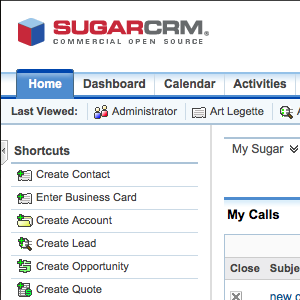 SUGARCRM®
COMMERCIAL OPEN SOURCE
Home Dashboard Calendar Activities
Last Viewed: Administrator Art Legette
Shortcuts
Create Contact
Enter Business Card
Create Account
Create Lead
Create Opportunity
Create Quote
My Sugar
My Calls
Close Subje
new c